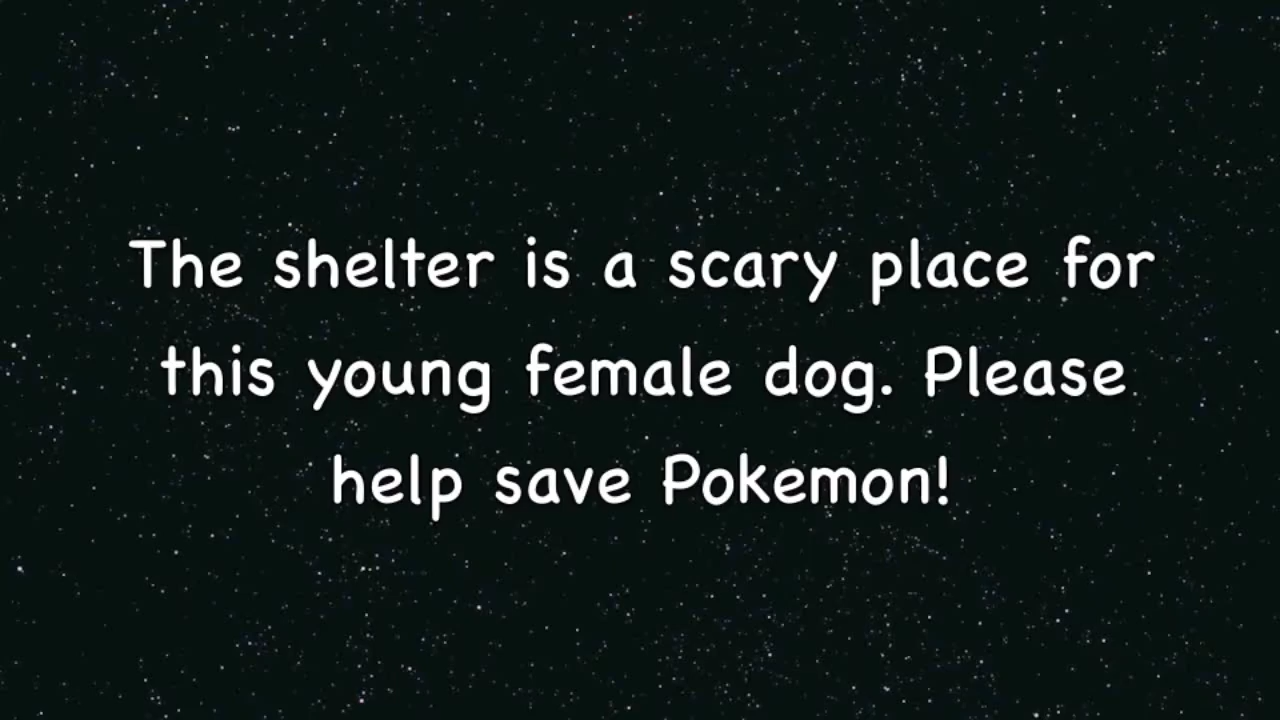 The shelter is a scary place for
this young female dog. Please
help save Pokemon!